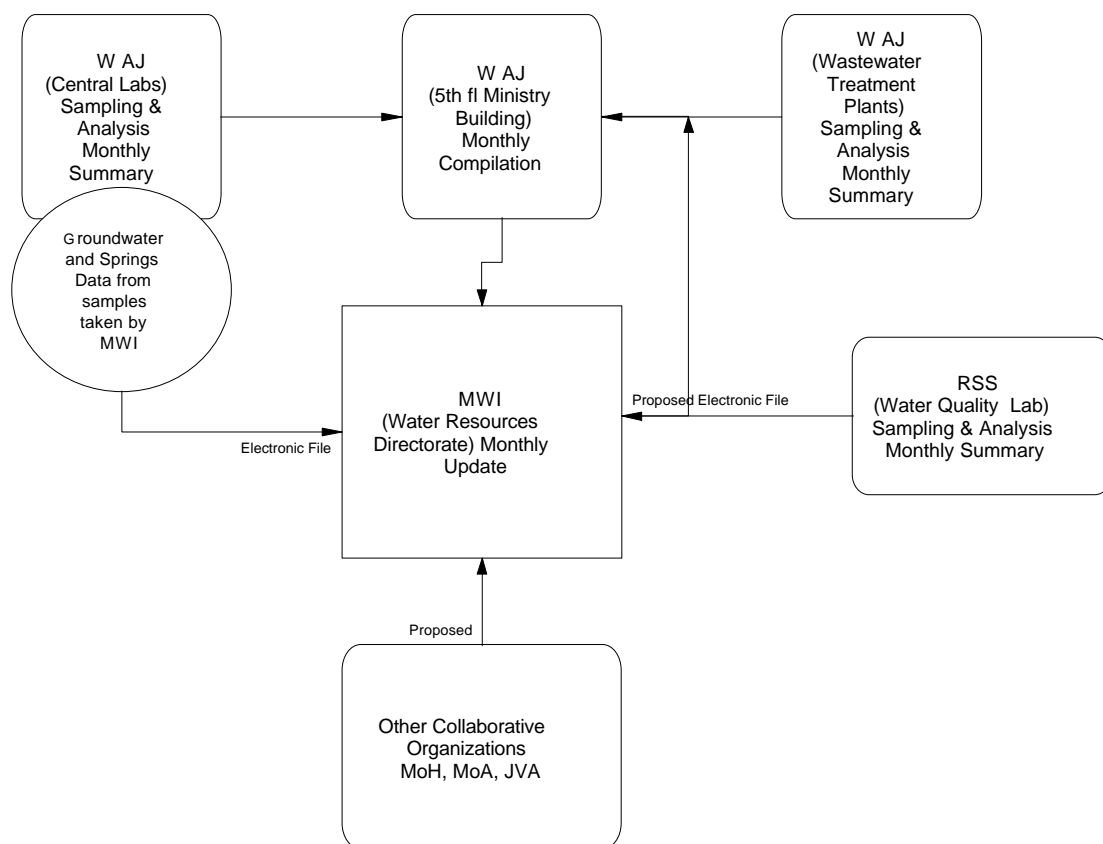 W AJ
(Central Labs)
Sampling &
Analysis
Monthly
Summary
W AJ
(5th fl Ministry
Building)
Monthly
Compilation
W AJ
(Wastewater
Treatment
Plants)
Sampling &
Analysis
Monthly
Summary
Groundwater
and Springs
Data from
samples
taken by
MWI
Electronic File
MWI
(Water Resources
Directorate) Monthly
Update
Proposed Electronic File
RSS
(Water Quality Lab)
Sampling & Analysis
Monthly Summary
Proposed
Other Collaborative
Organizations
MoH, MoA, JVA